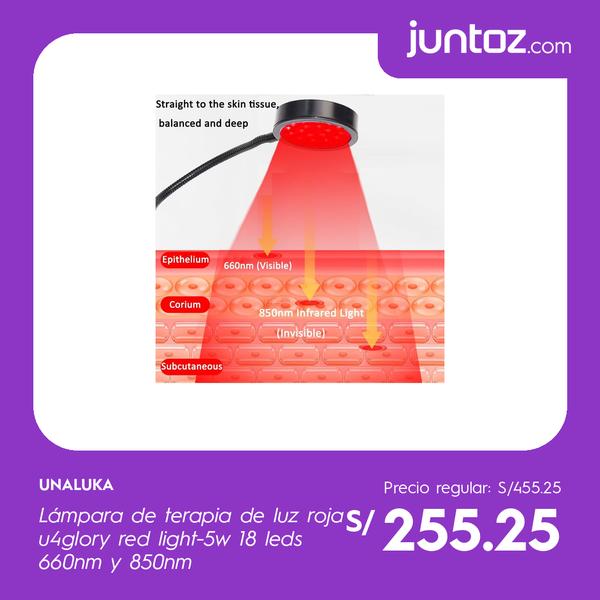 juntoz.com
Straight to the skin tissue,
balanced and deep
Epithelium
660nm (Visible)
Corium
850nm Infrared Light
(Invisible)
Subcutaneous
UNALUKA
Precio regular: S/455.25
Lámpara de terapia de luz roja
u4glory red light-5w 18 leds
660nm y 850nm
S/ 255.25